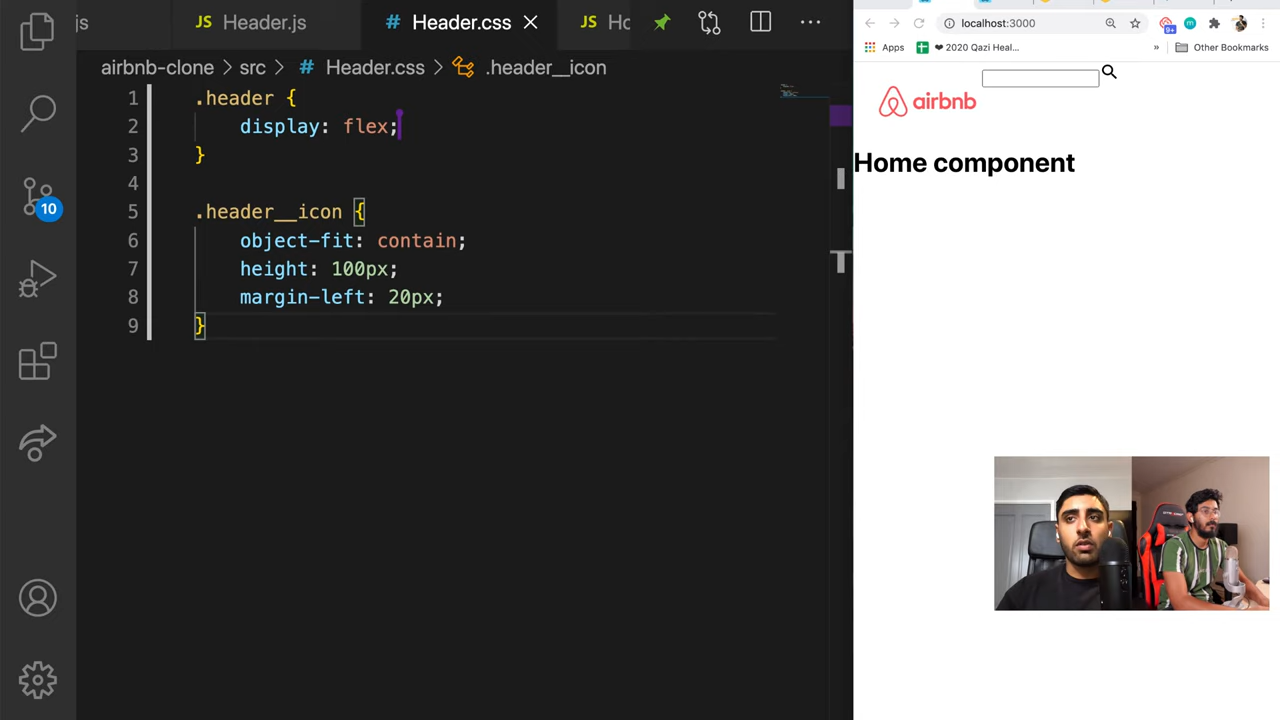 js
JS Header.js
# Header.css
JS Ho
airbnb-clone > src > # Header.css > .header__icon
1 .header {
2 display: flex;
3 }
4
5 .header__icon {
6 object-fit: contain;
7 height: 100px;
8 margin-left: 20px;
9 }
10
localhost:3000
9+
Apps
❤ 2020 Qazi Heal...
»
Other Bookmarks
airbnb
Home component